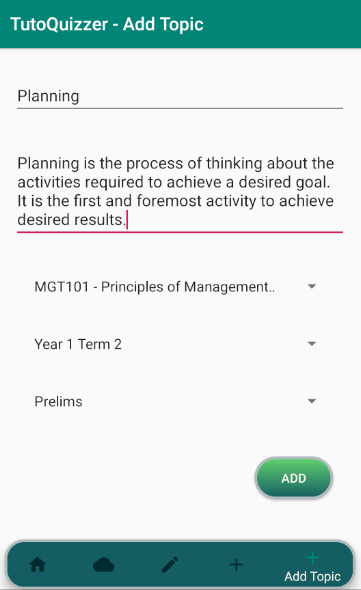 TutoQuizzer - Add Topic
Planning
Planning is the process of thinking about the
activities required to achieve a desired goal.
It is the first and foremost activity to achieve
desired results.
MGT101 - Principles of Management..
Year 1 Term 2
Prelims
ADD
Add Topic